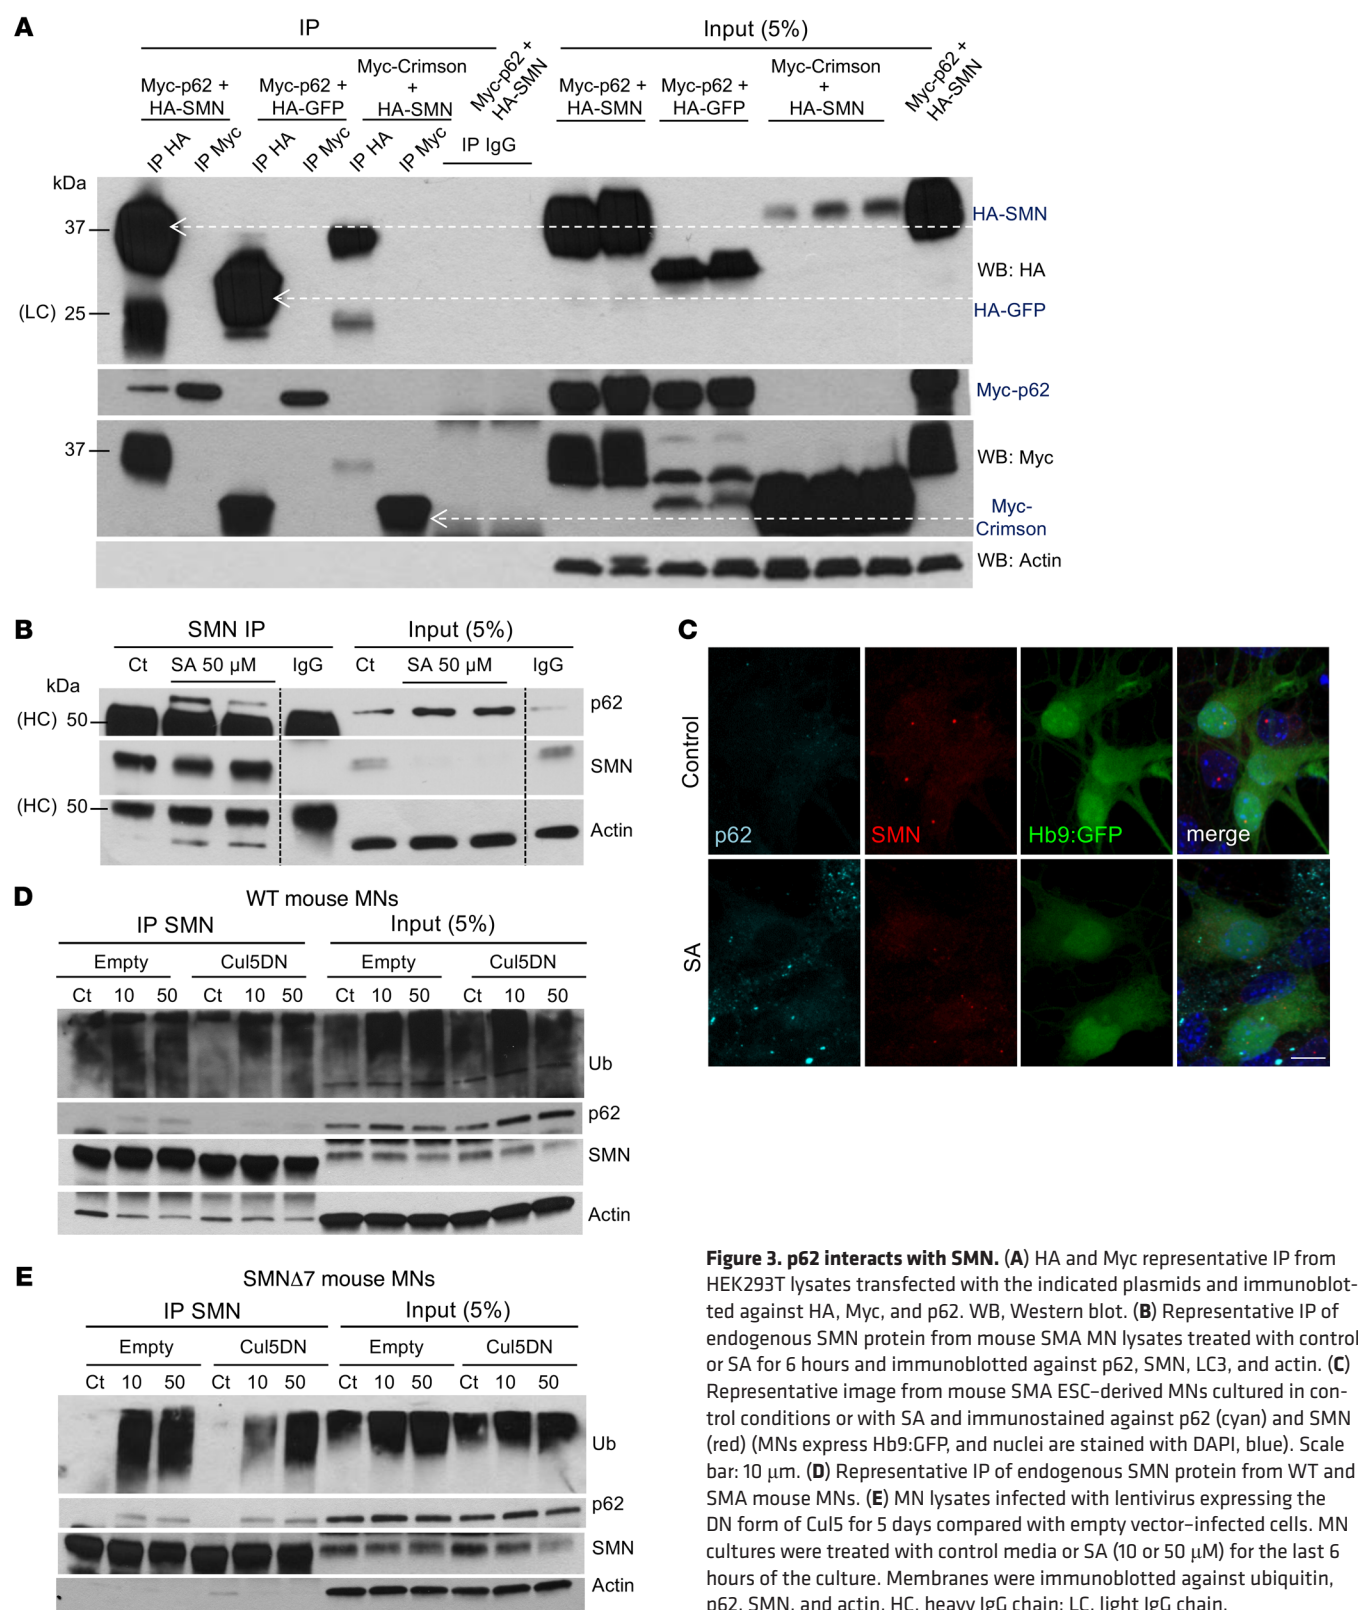 A
IP
Input (5%)
Myc-p62 +
HA-SMN
Myc-p62 +
HA-GFP
Myc-Crimson
+
HA-SMN
Myc-p62 +
HA-SMN
Myc-p62 +
HA-SMN
Myc-p62 +
HA-GFP
Myc-Crimson
+
HA-SMN
Myc-p62 +
HA-SMN
IP HA
IP Myc
IP HA
IP Myc
IP HA
IP Myc
IP IgG
kDa
37
(LC) 25
HA-SMN
WB: HA
HA-GFP
Myc-p62
37
WB: Myc
Myc-
Crimson
WB: Actin
B
SMN IP
Input (5%)
Ct SA 50 µM IgG Ct SA 50 µM IgG
kDa
(HC) 50
p62
SMN
(HC) 50
Actin
C
Control
p62
SMN
Hb9:GFP
merge
SA
D
WT mouse MNs
IP SMN
Input (5%)
Empty Cul5DN Empty Cul5DN
Ct 10 50 Ct 10 50 Ct 10 50 Ct 10 50
Ub
p62
SMN
Actin
E
SMNΔ7 mouse MNs
IP SMN
Input (5%)
Empty Cul5DN Empty Cul5DN
Ct 10 50 Ct 10 50 Ct 10 50 Ct 10 50
Ub
p62
SMN
Actin
Figure 3. p62 interacts with SMN. (A) HA and Myc representative IP from
HEK293T lysates transfected with the indicated plasmids and immunoblot-
ted against HA, Myc, and p62. WB, Western blot. (B) Representative IP of
endogenous SMN protein from mouse SMA MN lysates treated with control
or SA for 6 hours and immunoblotted against p62, SMN, LC3, and actin. (C)
Representative image from mouse SMA ESC–derived MNs cultured in con-
trol conditions or with SA and immunostained against p62 (cyan) and SMN
(red) (MNs express Hb9:GFP, and nuclei are stained with DAPI, blue). Scale
bar: 10 μm. (D) Representative IP of endogenous SMN protein from WT and
SMA mouse MNs. (E) MN lysates infected with lentivirus expressing the
DN form of Cul5 for 5 days compared with empty vector–infected cells. MN
cultures were treated with control media or SA (10 or 50 μM) for the last 6
hours of the culture. Membranes were immunoblotted against ubiquitin,
p62, SMN, and actin. HC, heavy IgG chain; LC, light IgG chain.